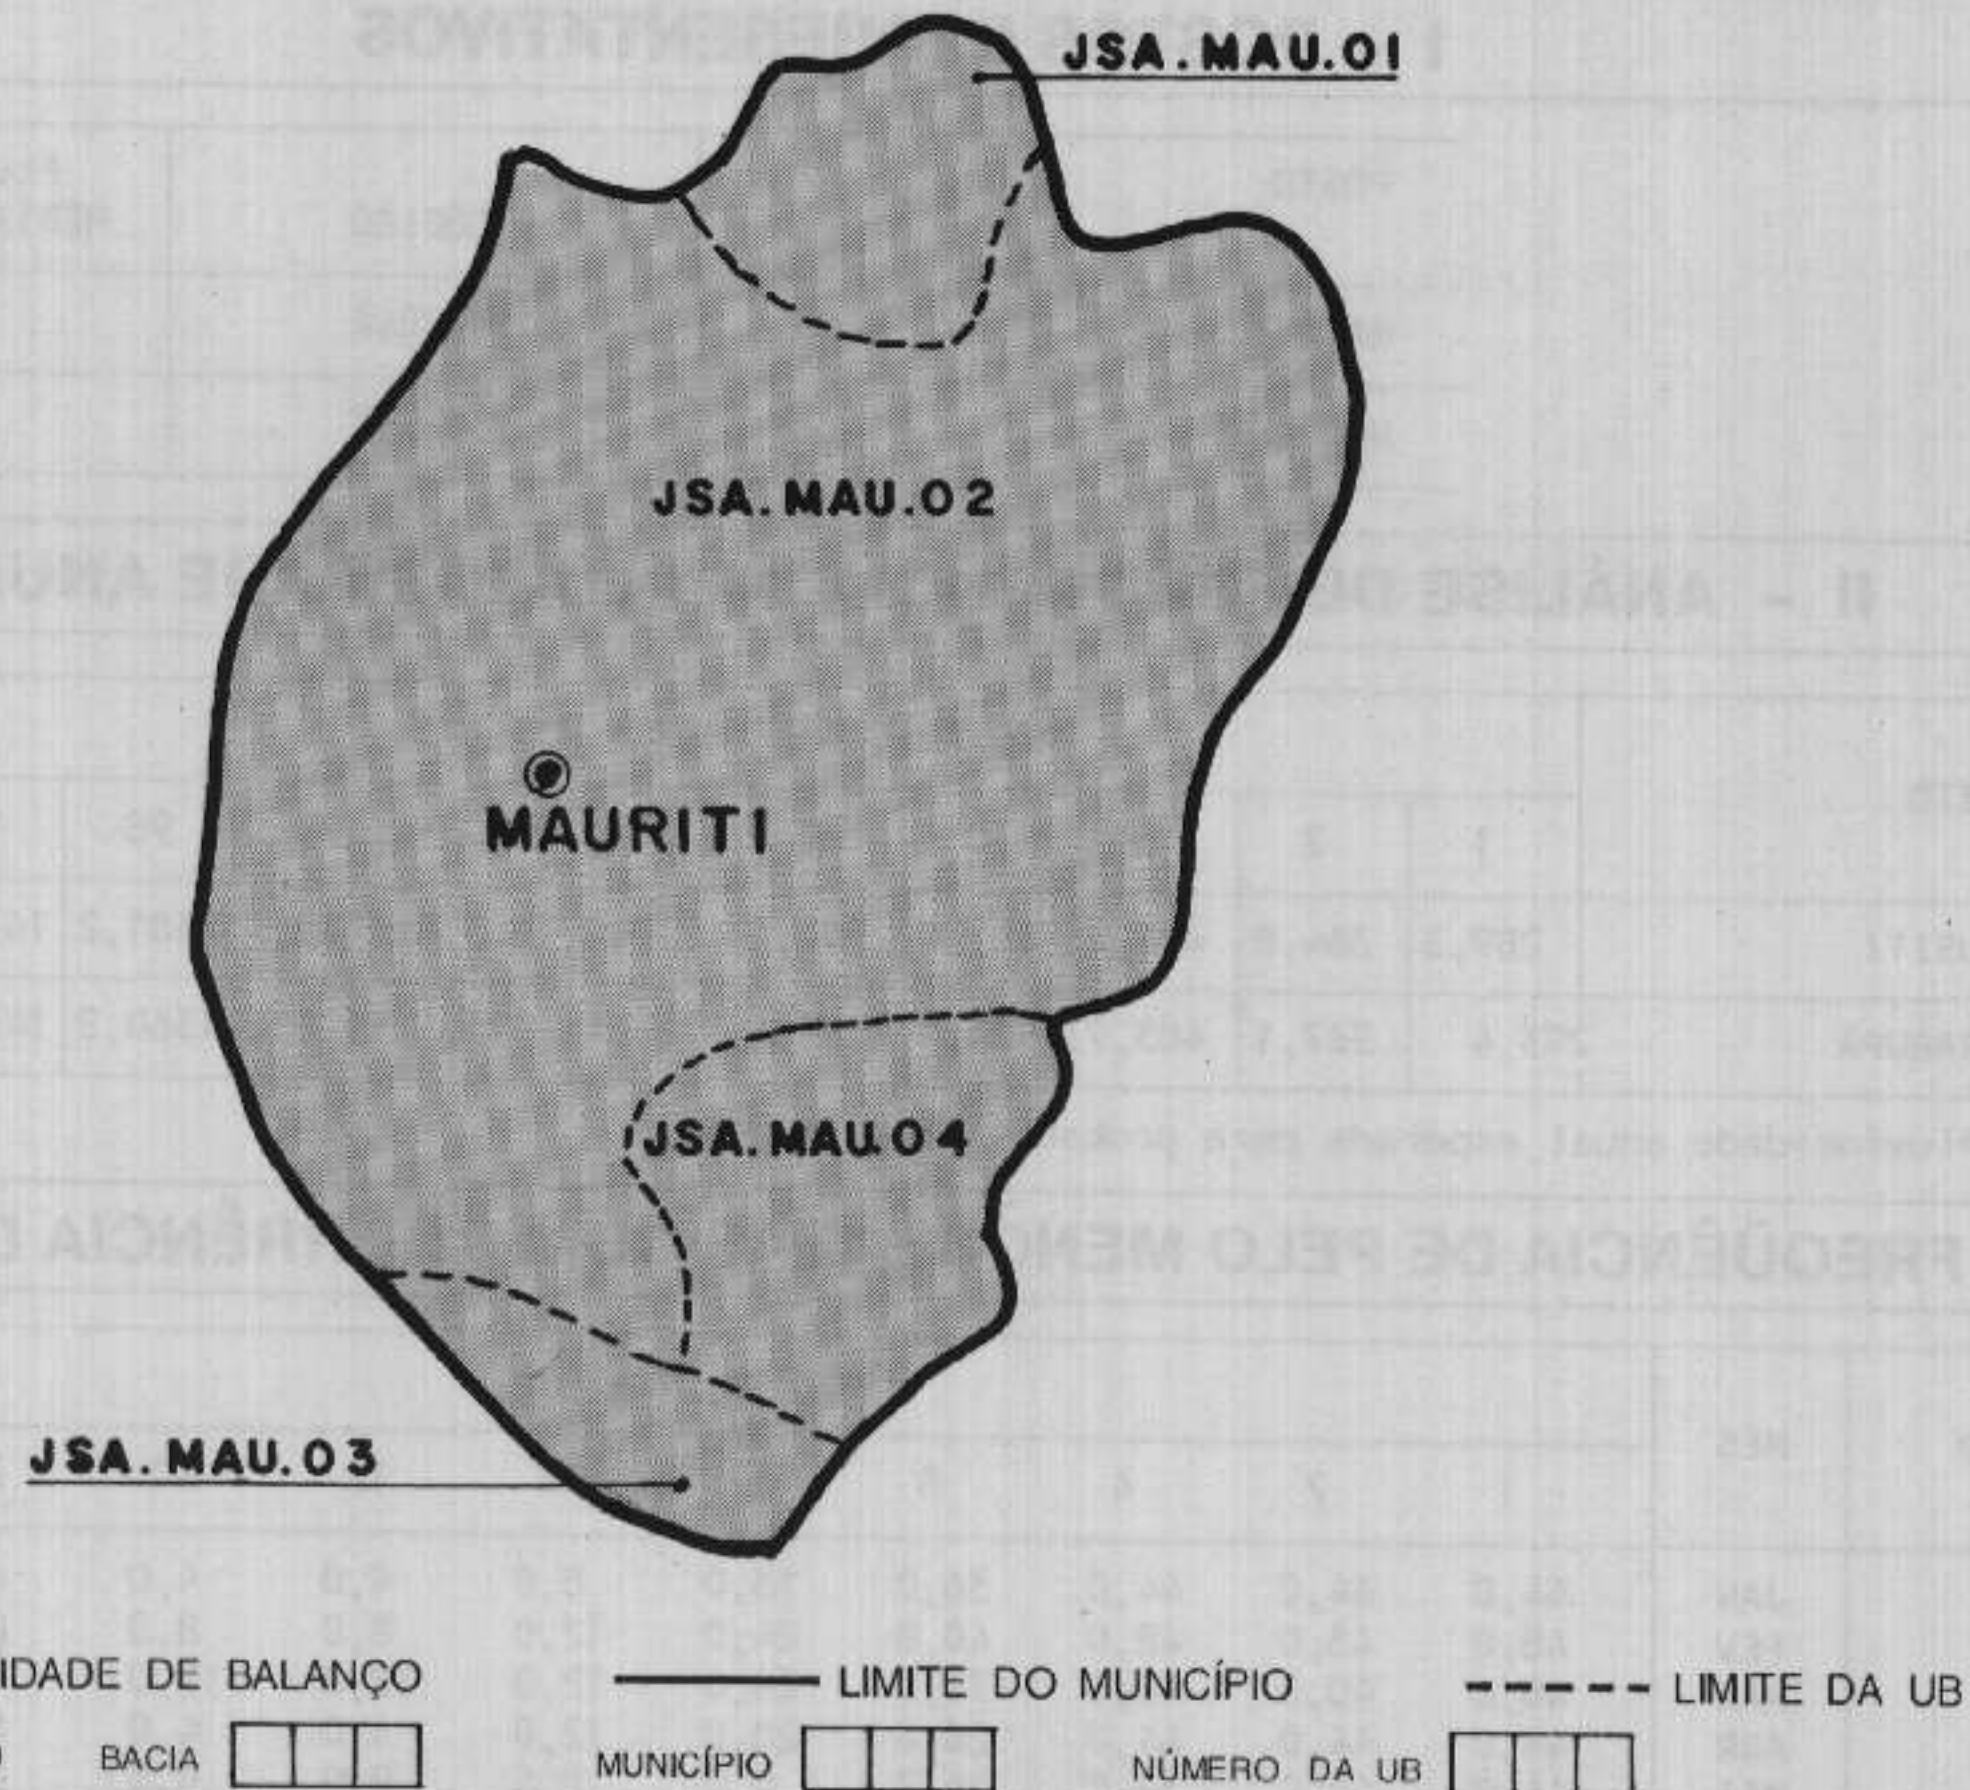 JSA.MAU.01
JSA.MAU.02
MAURITI
JSA.MAU.04
JSA.MAU.03
IDADE DE BALANÇO
LIMITE DO MUNICÍPIO
LIMITE DA UB
BACIA
MUNICÍPIO
NÚMERO DA UB